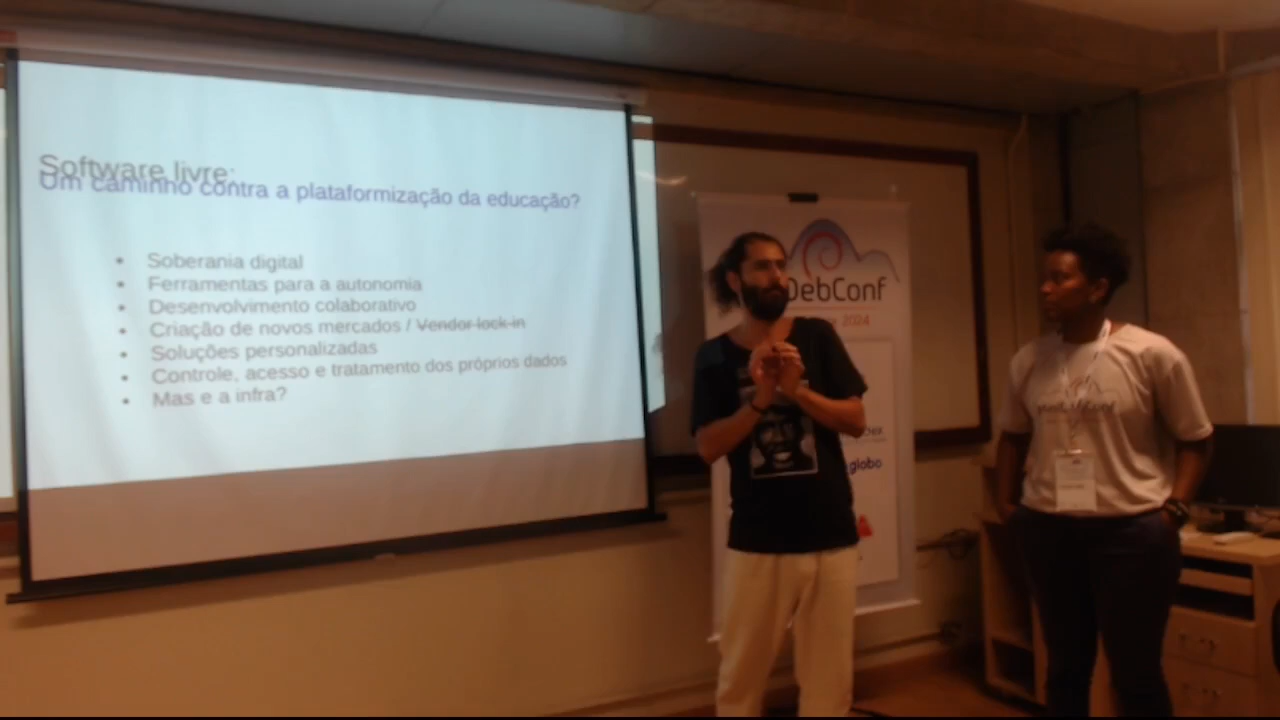 Software livre:
Um caminho contra a plataformização da educação?
• Soberania digital
• Ferramentas para a autonomia
• Desenvolvimento colaborativo
• Criação de novos mercados / Vendor lock-in
• Soluções personalizadas
• Controle, acesso e tratamento dos próprios dados
• Mas e a infra?
DebConf
2024
globo